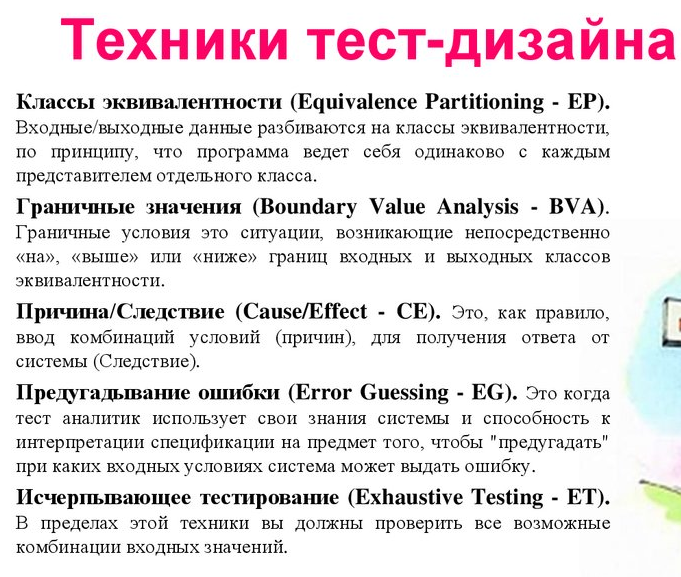 Техники тест-дизайна
Классы эквивалентности (Equivalence Partitioning - EP).
Входные/выходные данные разбиваются на классы эквивалентности,
по принципу, что программа ведет себя одинаково с каждым
представителем отдельного класса.
Граничные значения (Boundary Value Analysis - BVA).
Граничные условия это ситуации, возникающие непосредственно
«на», «выше» или «ниже» границ входных и выходных классов
эквивалентности.
Причина/Следствие (Cause/Effect - CE). Это, как правило,
ввод комбинаций условий (причин), для получения ответа от
системы (Следствие).
Предугадывание ошибки (Error Guessing - EG). Это когда
тест аналитик использует свои знания системы и способность к
интерпретации спецификации на предмет того, чтобы "предугадать"
при каких входных условиях система может выдать ошибку.
Исчерпывающее тестирование (Exhaustive Testing - ET).
В пределах этой техники вы должны проверить все возможные
комбинации входных значений.